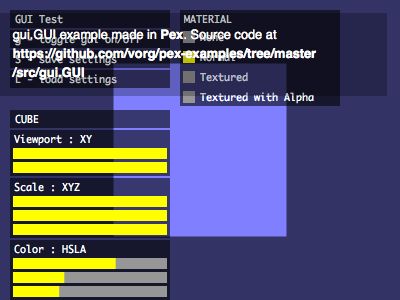 GUI Test
G - toggle gui on/off
S - save settings
L - load settings
MATERIAL
None
Normal
Textured
Textured with Alpha
gui.GUI example made in Pex. Source code at
https://github.com/vorg/pex-examples/tree/master
/src/gui.GUI
CUBE
Viewport : XY
Scale : XYZ
Color : HSLA